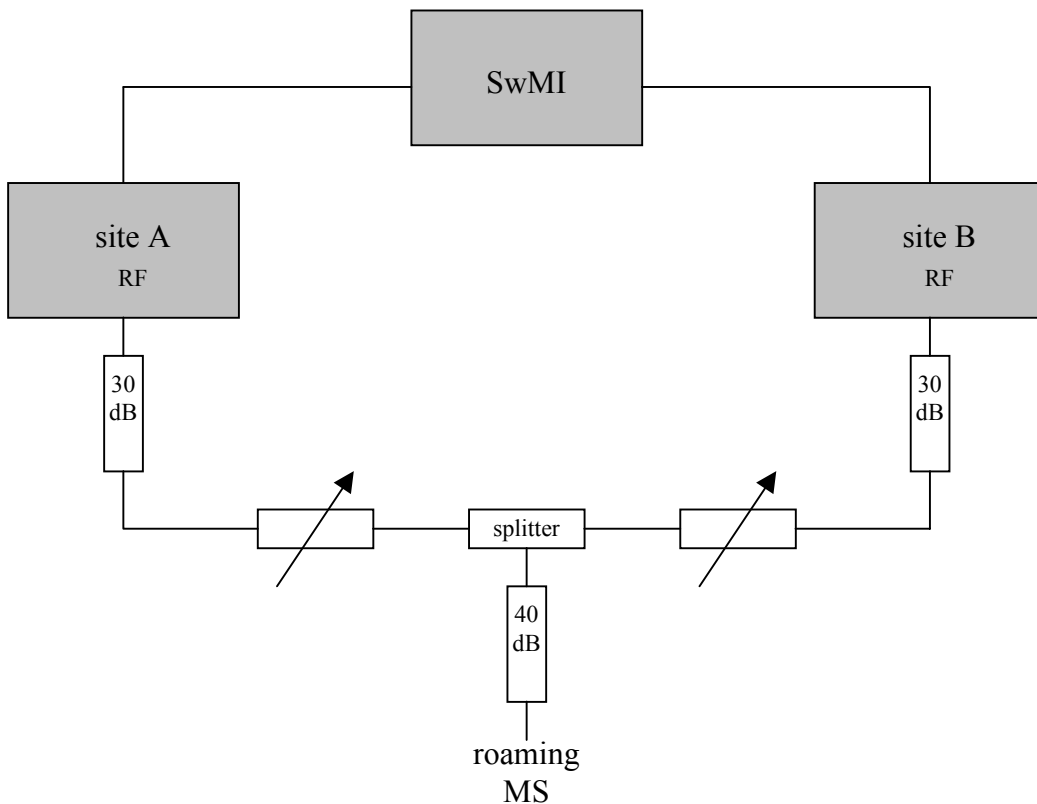 SwMI
site A
RF
site B
RF
30
dB
30
dB
splitter
40
dB
roaming
MS